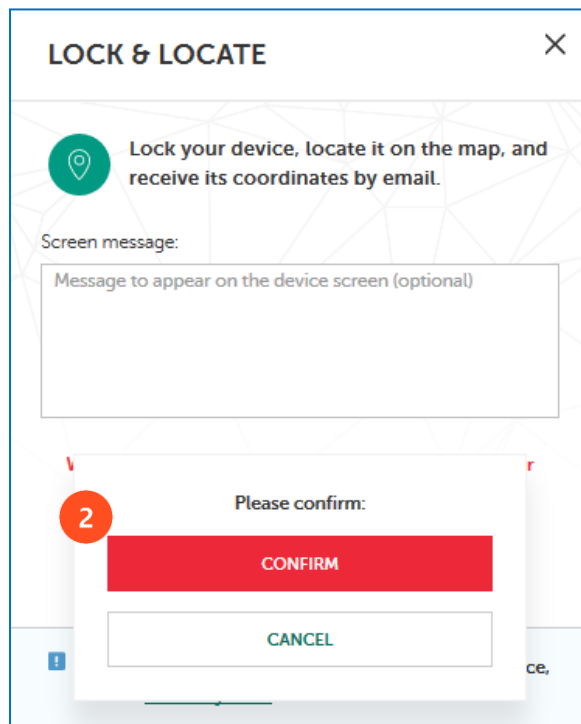 LOCK & LOCATE
Lock your device, locate it on the map, and
receive its coordinates by email.
Screen message:
Message to appear on the device screen (optional)
Please confirm:
2
CONFIRM
CANCEL